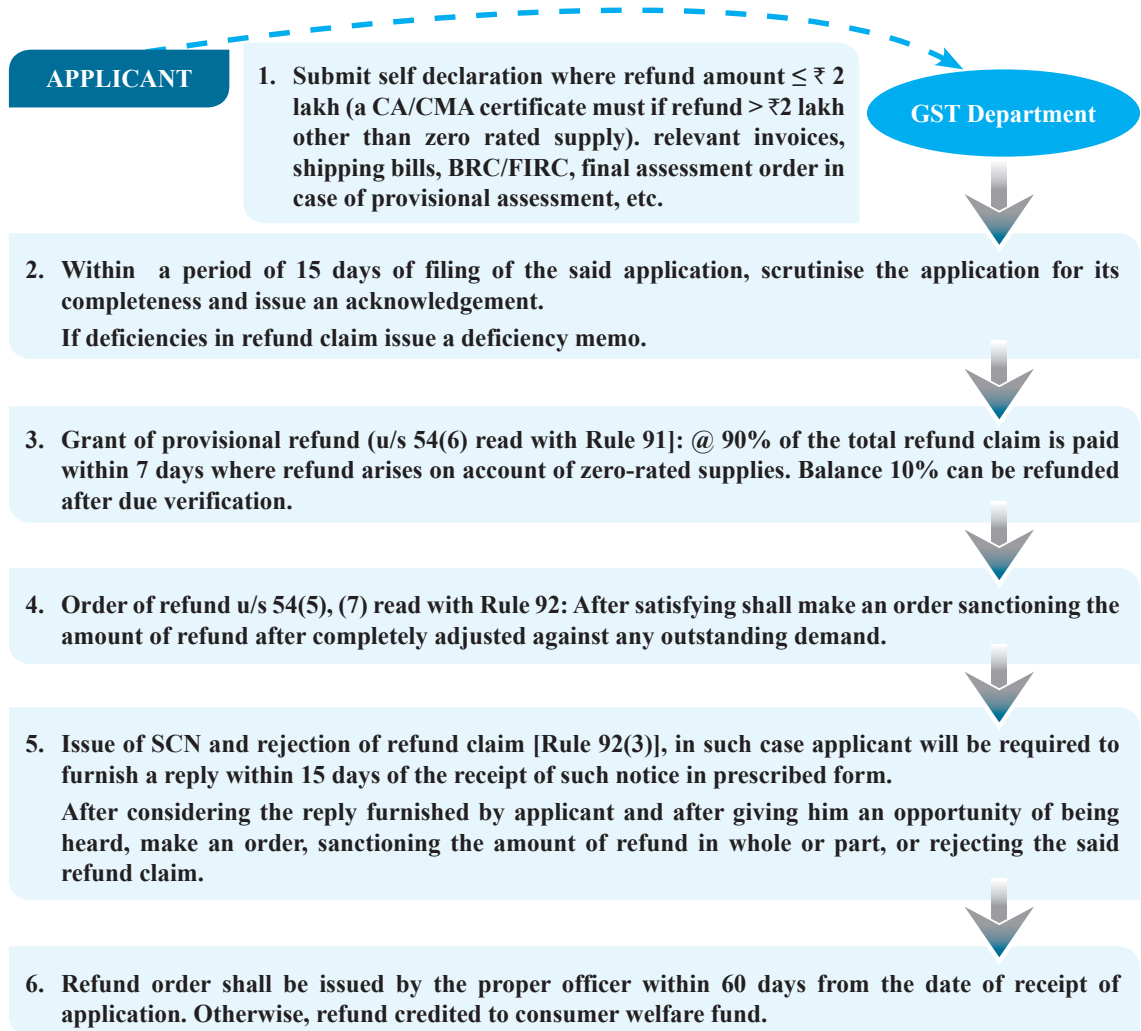 APPLICANT
1. Submit self declaration where refund amount ≤ ₹ 2
lakh (a CA/CMA certificate must if refund > ₹2 lakh
other than zero rated supply). relevant invoices,
shipping bills, BRC/FIRC, final assessment order in
case of provisional assessment, etc.
GST Department
2. Within a period of 15 days of filing of the said application, scrutinise the application for its
completeness and issue an acknowledgement.
If deficiencies in refund claim issue a deficiency memo.
3. Grant of provisional refund (u/s 54(6) read with Rule 91]: @ 90% of the total refund claim is paid
within 7 days where refund arises on account of zero-rated supplies. Balance 10% can be refunded
after due verification.
4. Order of refund u/s 54(5), (7) read with Rule 92: After satisfying shall make an order sanctioning the
amount of refund after completely adjusted against any outstanding demand.
5. Issue of SCN and rejection of refund claim [Rule 92(3)], in such case applicant will be required to
furnish a reply within 15 days of the receipt of such notice in prescribed form.
After considering the reply furnished by applicant and after giving him an opportunity of being
heard, make an order, sanctioning the amount of refund in whole or part, or rejecting the said
refund claim.
6. Refund order shall be issued by the proper officer within 60 days from the date of receipt of
application. Otherwise, refund credited to consumer welfare fund.